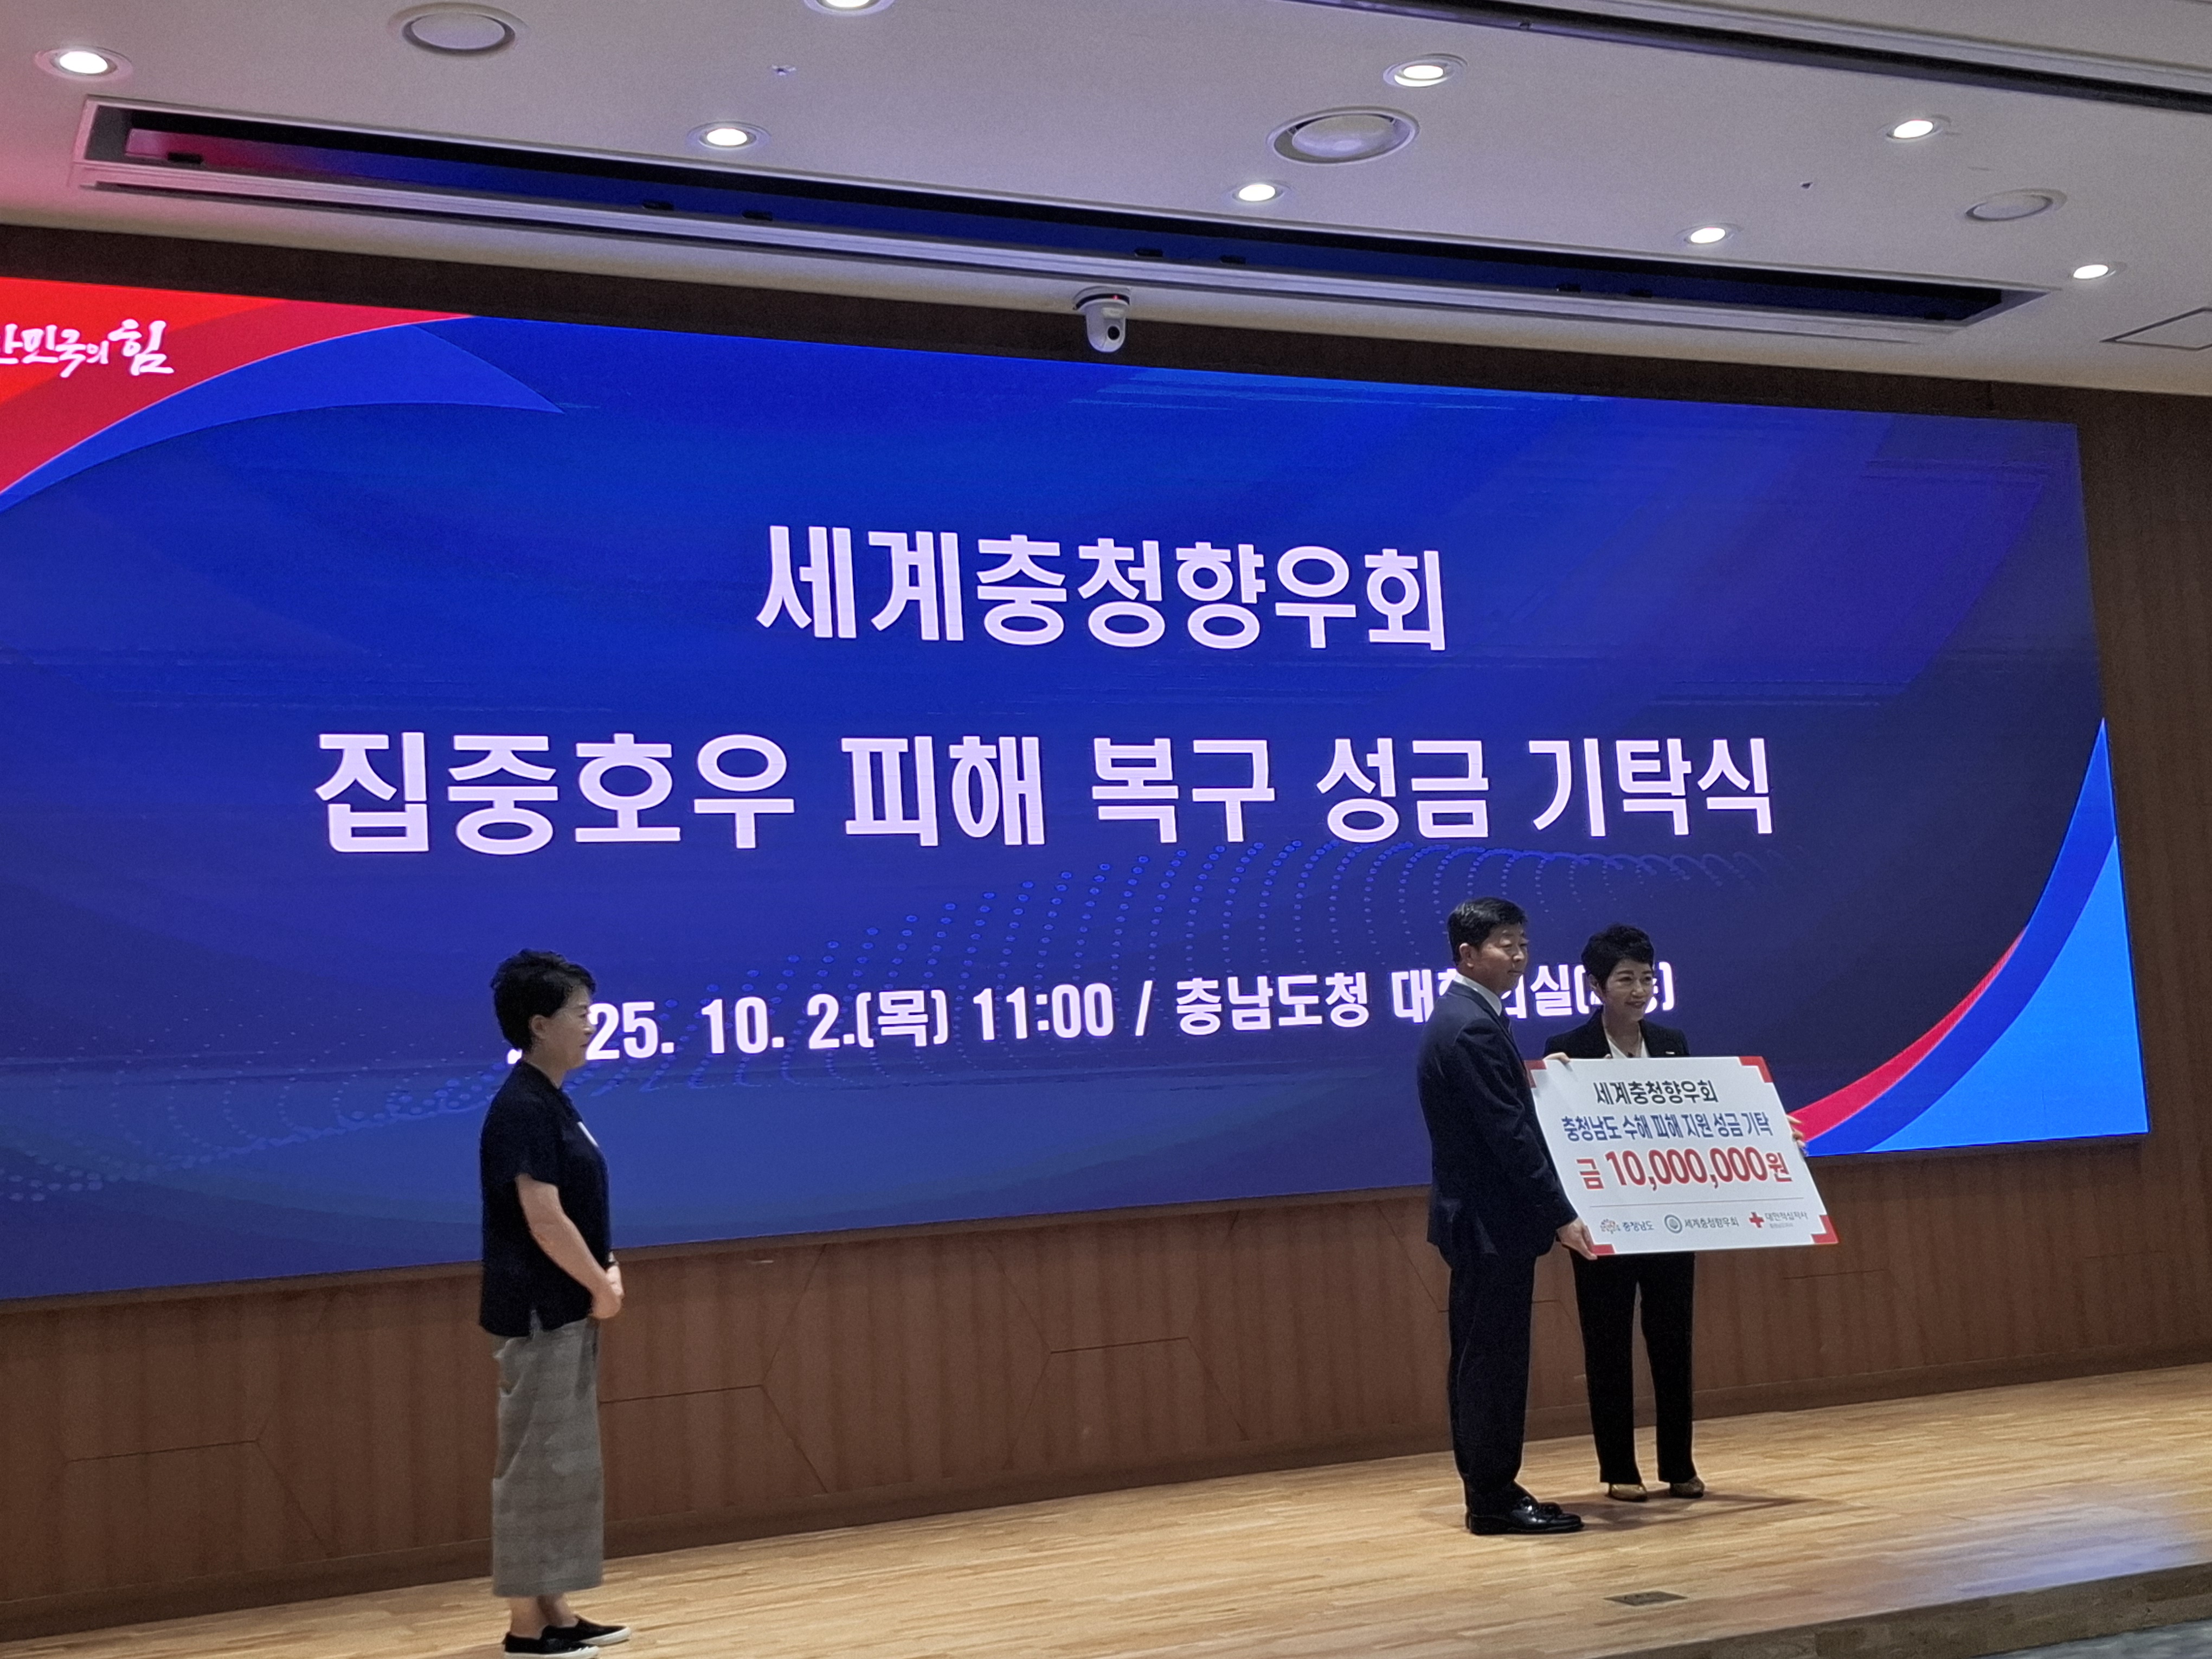 민국의 힘
세계충청향우회
집중호우 피해 복구 성금 기탁식
25. 10. 2.(목) 11:00 / 충남도청
세계충청향우회
충청남도 수해 피해 지원 성금 기탁
금 10,000,000원
충청남도 세계충청향우회 대한적십자사